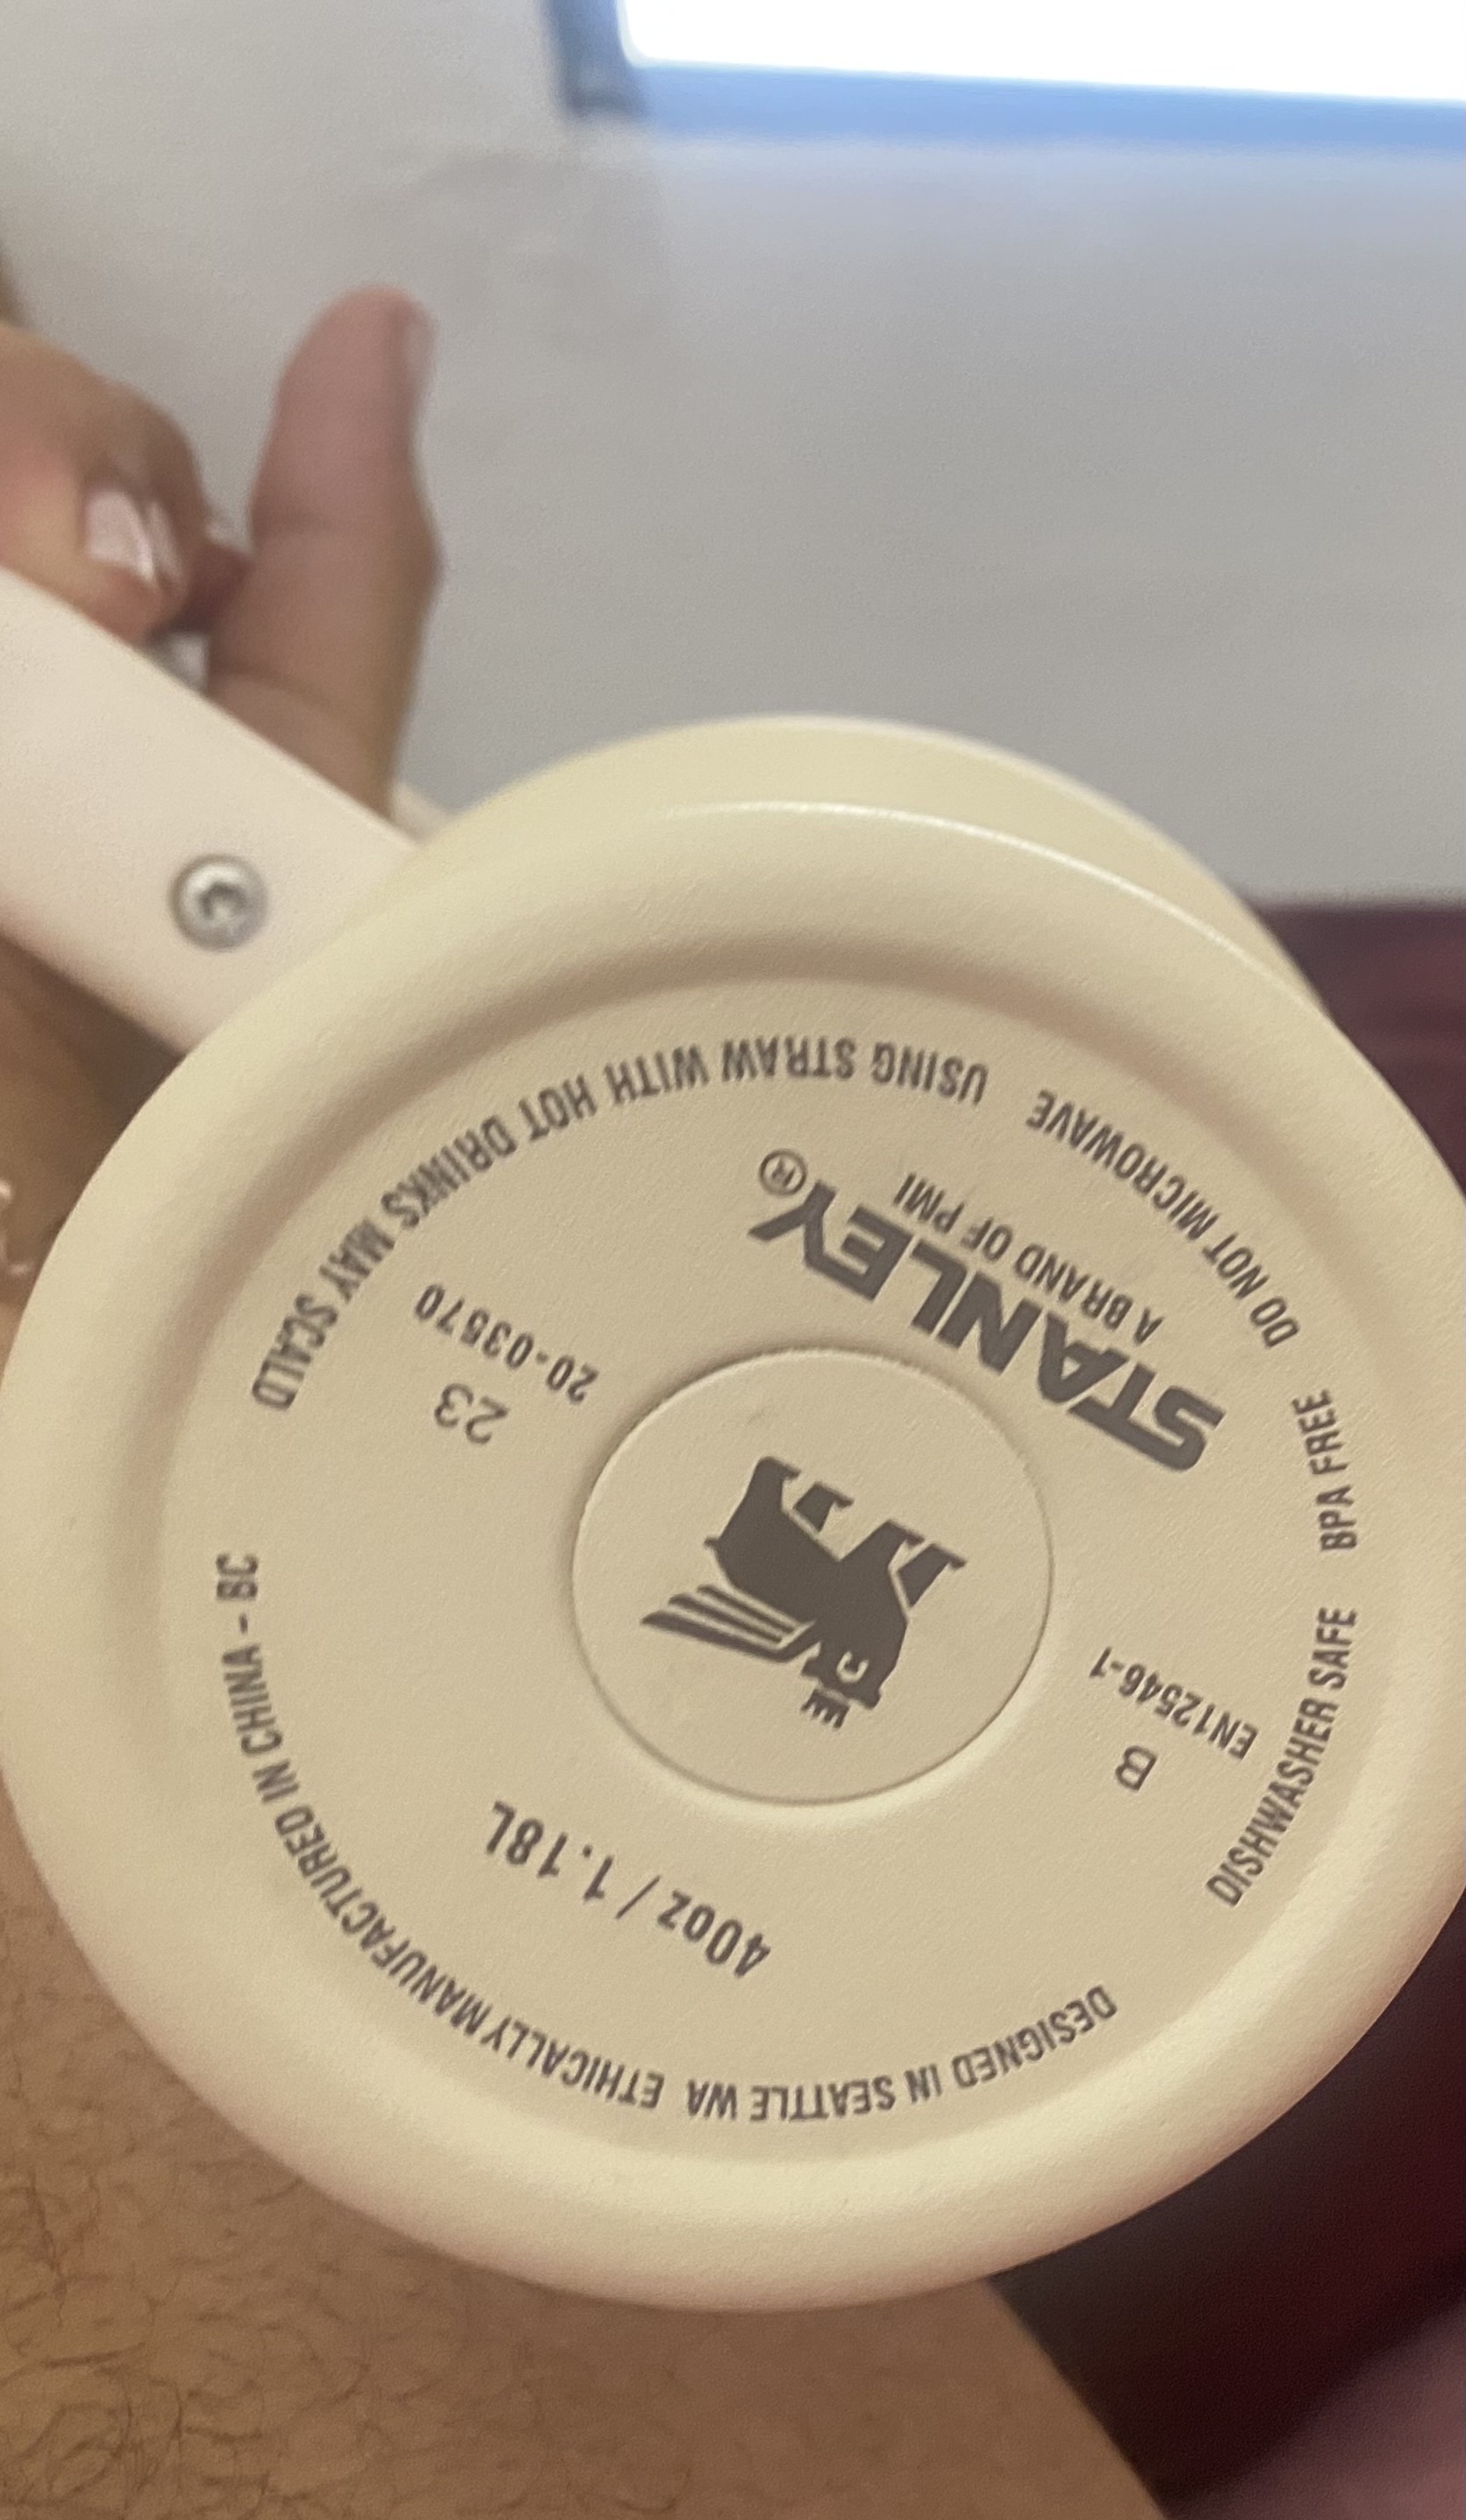 STANLEY®
A BRAND OF PMI
20-03570
23
EN12546-1
B
40oz / 1.18L
USING STRAW WITH HOT DRINKS MAY SCALD
DO NOT MICROWAVE
BPA FREE
DISHWASHER SAFE
DESIGNED IN SEATTLE WA ETHICALLY MANUFACTURED IN CHINA - BC